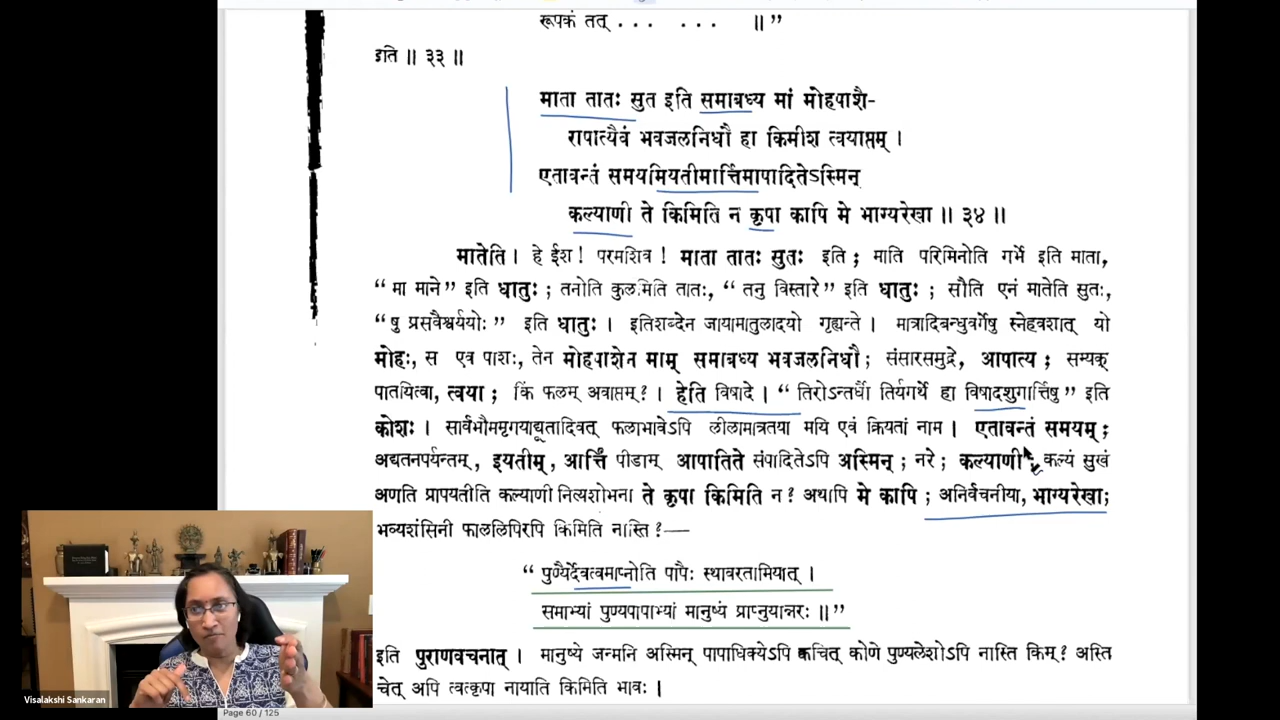 रूपकं तत् . . . . . . ॥”
इति ॥ ३३ ॥
माता तातः सुत इति समाबध्य मां मोहपाशै-
रापात्यैवं भवजलनिधौ हा किमीश त्वयाप्तम् ।
एतावन्तं समयमियतीमार्त्तिमापादितेऽस्मिन्
कल्याणी ते किमिति न कृपा कापि मे भाग्यरेखा ॥ ३४ ॥
मातेति । हे ईश ! परमशिव ! माता तातः सुतः इति ; माति परिमिनोति गर्भे इति माता,
“ मा माने ” इति धातुः ; तनोति कुलमिति तातः, “ तनु विस्तारे ” इति धातुः ; सौति एनं मातेति सुतः,
“ षु प्रसवैश्वर्ययोः ” इति धातुः । इतिशब्देन जायामातुलादयो गृह्यन्ते । मात्रादिबन्धुवर्गेषु स्नेहवशात् यो
मोहः, स एव पाशः, तेन मोहपाशेन माम् समाबध्य भवजलनिधौ ; संसारसमुद्रे, आपात्य ; सम्यक्
पातयित्वा, त्वया ; किं फलम् अवाप्तम् ? । हेति विषादे । “ तिरोऽन्तर्धौ तिर्यगर्थे हा विषादशुगार्त्तिषु ” इति
कोशः । सार्वभौममृगयाद्यूतादिवत् फलाभावेऽपि लीलामात्रतया मयि एवं क्रियतां नाम । एतावन्तं समयम् ;
अद्यतनपर्यन्तम् , इयतीम् , आर्त्तिं पीडाम् आपातिते संपादितेऽपि अस्मिन् ; नरे ; कल्याणी कल्यं सुखं
अणति प्रापयतीति कल्याणी नित्यशोभना ते कृपा किमिति न ? अथापि मे कापि ; अनिर्वचनीया, भाग्यरेखा;
भव्यशंसिनी फाललिपिरपि किमिति नास्ति ?—
“ पुण्यैर्देवत्वमाप्नोति पापैः स्थावरतामियात् ।
समाभ्यां पुण्यपापाभ्यां मानुष्यं प्राप्नुयान्नरः ॥”
इति पुराणवचनात् । मानुष्ये जन्मनि अस्मिन् पापाधिक्येऽपि क्वचित् कोणे पुण्यलेशोऽपि नास्ति किम् ? अस्ति
चेत् अपि त्वत्कृपा नायाति किमिति भावः ।
Visalakshi Sankaran
Page 60 / 125